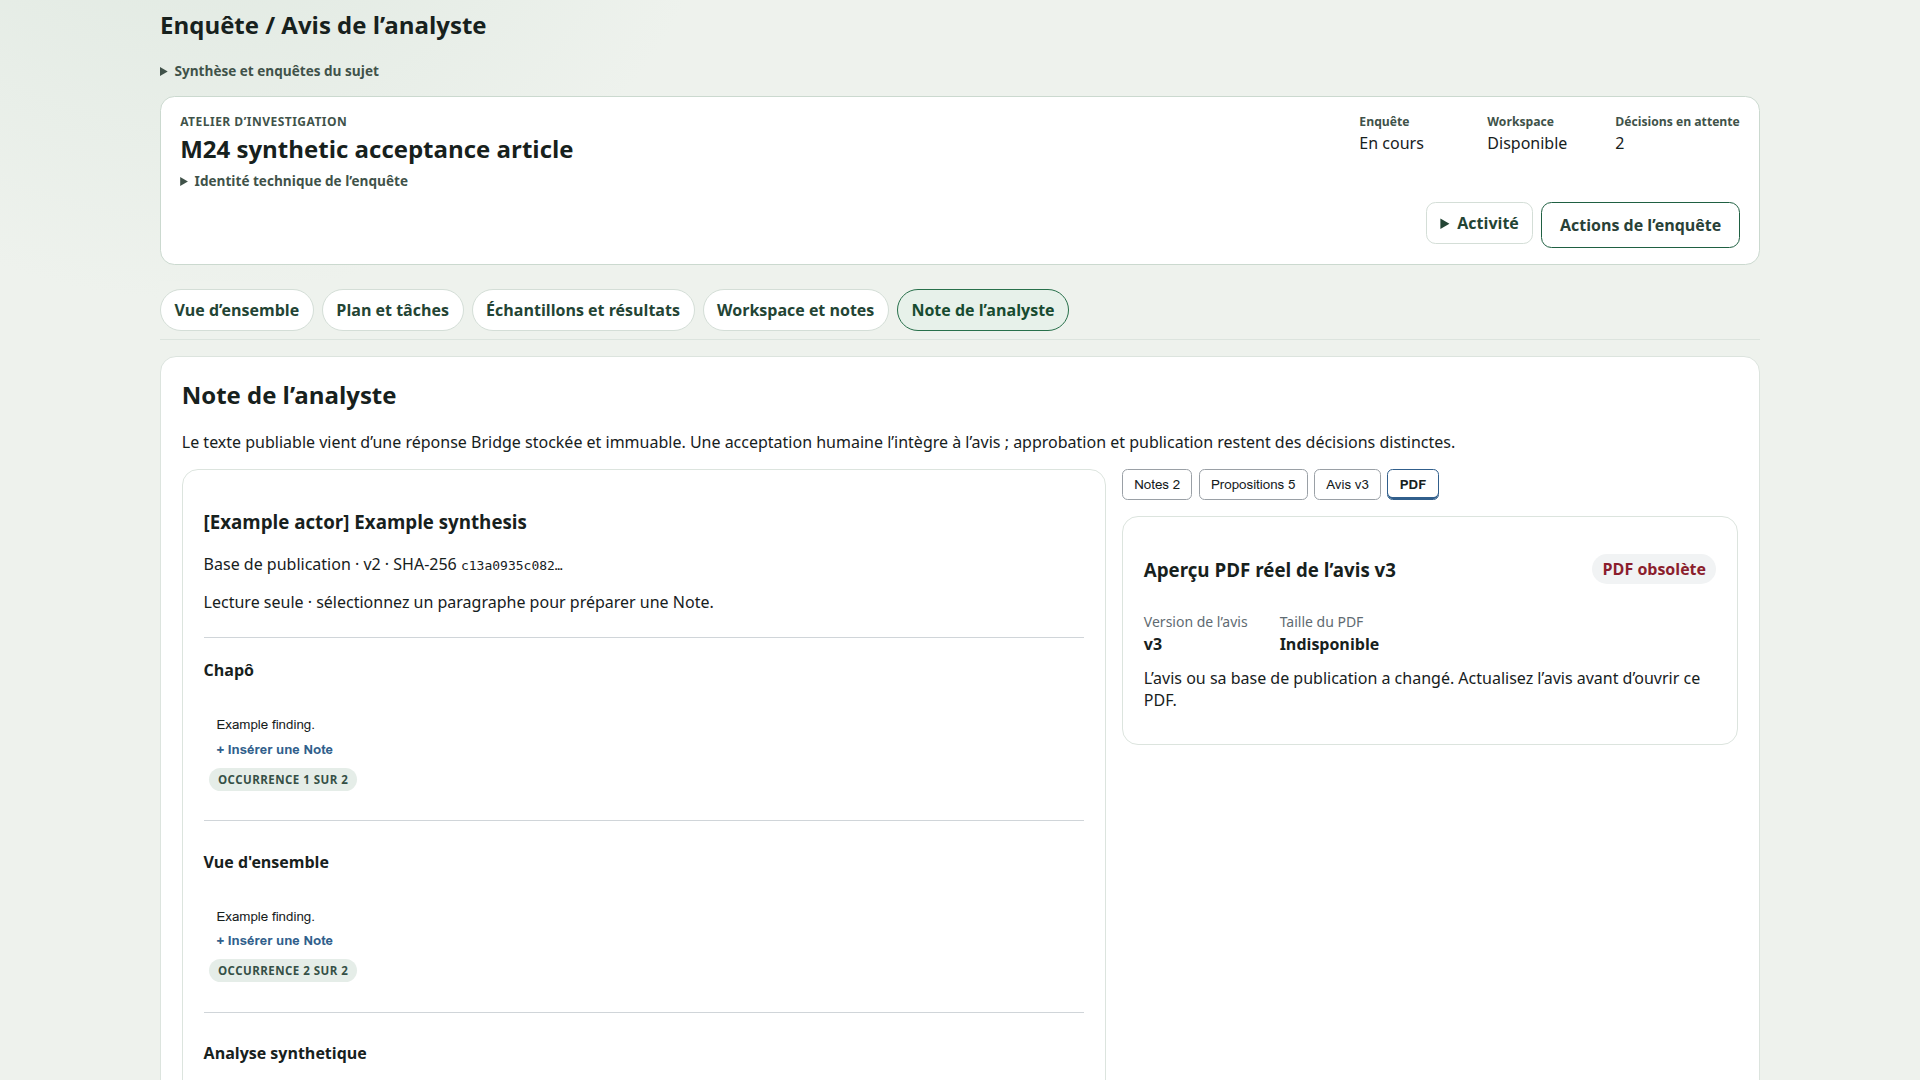 Enquête / Avis de l’analyste
Synthèse et enquêtes du sujet
ATELIER D’INVESTIGATION
M24 synthetic acceptance article
Identité technique de l’enquête
Enquête
En cours
Workspace
Disponible
Décisions en attente
2
Activité
Actions de l’enquête
Vue d’ensemble
Plan et tâches
Échantillons et résultats
Workspace et notes
Note de l’analyste
Note de l’analyste
Le texte publiable vient d’une réponse Bridge stockée et immuable. Une acceptation humaine l’intègre à l’avis ; approbation et publication restent des décisions distinctes.
[Example actor] Example synthesis
Base de publication · v2 · SHA-256 c13a0935c082…
Lecture seule · sélectionnez un paragraphe pour préparer une Note.
Chapô
Example finding.
+ Insérer une Note
OCCURRENCE 1 SUR 2
Vue d'ensemble
Example finding.
+ Insérer une Note
OCCURRENCE 2 SUR 2
Analyse synthetique
Notes 2
Propositions 5
Avis v3
PDF
Aperçu PDF réel de l’avis v3
PDF obsolète
Version de l’avis
v3
Taille du PDF
Indisponible
L’avis ou sa base de publication a changé. Actualisez l’avis avant d’ouvrir ce
PDF.